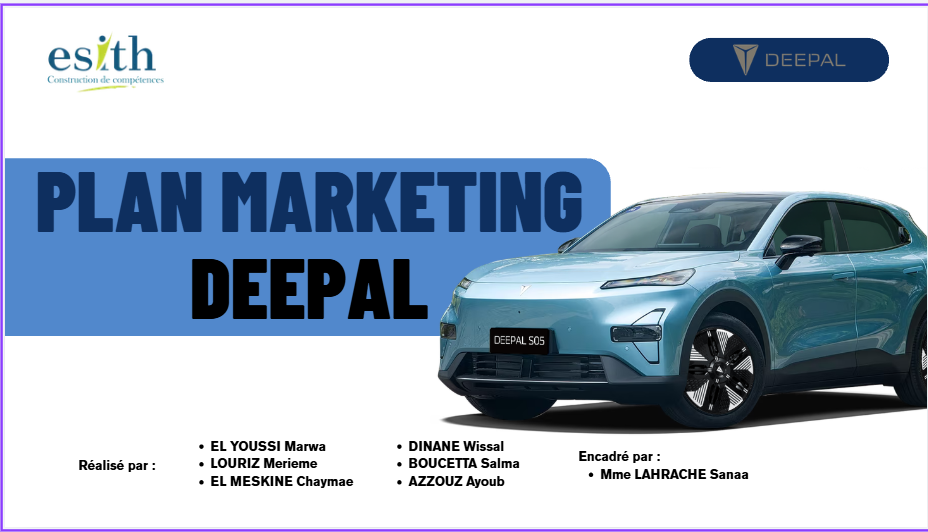 esith
Construction de compétences
DEEPAL
PLAN MARKETING
DEEPAL
DEEPAL S05
Réalisé par :
• EL YOUSSI Marwa
• LOURIZ Merieme
• EL MESKINE Chaymae
• DINANE Wissal
• BOUCETTA Salma
• AZZOUZ Ayoub
Encadré par :
• Mme LAHRACHE Sanaa